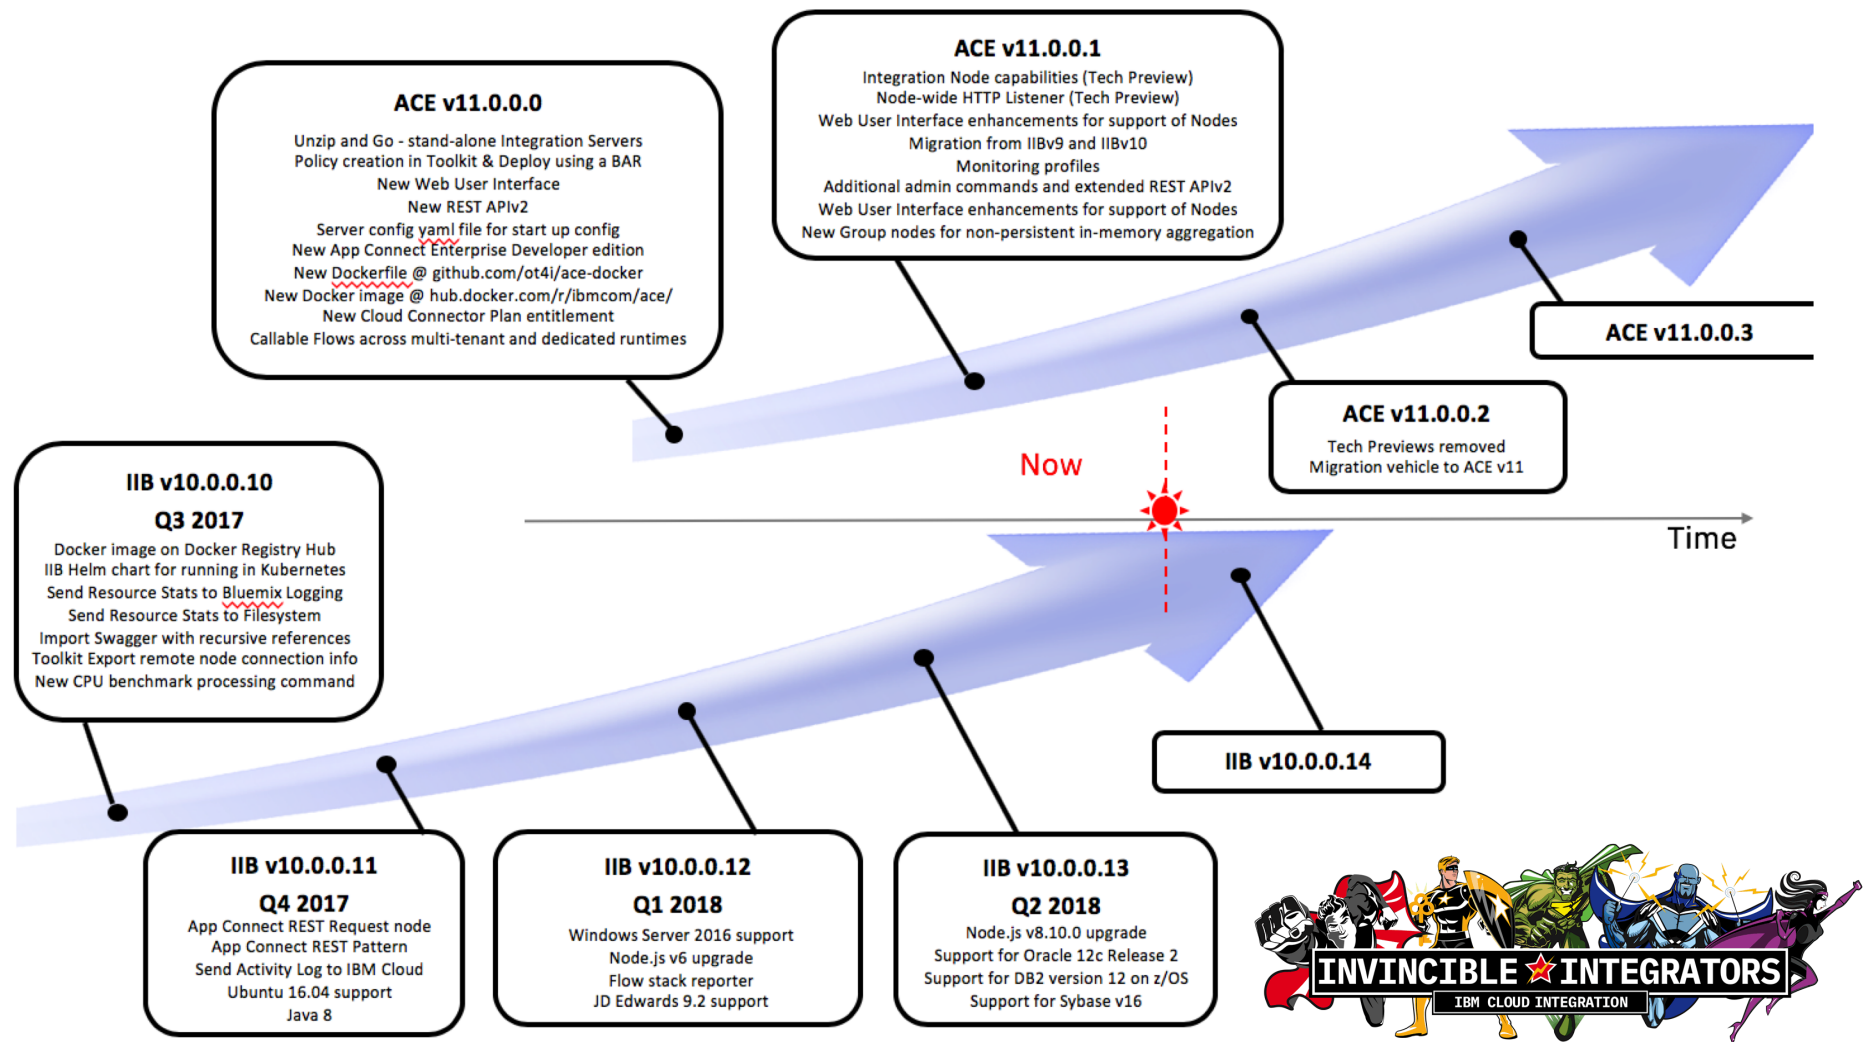 ACE v11.0.0.0
Unzip and Go - stand-alone Integration Servers
Policy creation in Toolkit & Deploy using a BAR
New Web User Interface
New REST APIv2
Server config yaml file for start up config
New App Connect Enterprise Developer edition
New Dockerfile @ github.com/ot4i/ace-docker
New Docker image @ hub.docker.com/r/ibmcom/ace/
New Cloud Connector Plan entitlement
Callable Flows across multi-tenant and dedicated runtimes
ACE v11.0.0.1
Integration Node capabilities (Tech Preview)
Node-wide HTTP Listener (Tech Preview)
Web User Interface enhancements for support of Nodes
Migration from IIBv9 and IIBv10
Monitoring profiles
Additional admin commands and extended REST APIv2
Web User Interface enhancements for support of Nodes
New Group nodes for non-persistent in-memory aggregation
ACE v11.0.0.3
ACE v11.0.0.2
Tech Previews removed
Migration vehicle to ACE v11
Now
Time
IIB v10.0.0.10
Q3 2017
Docker image on Docker Registry Hub
IIB Helm chart for running in Kubernetes
Send Resource Stats to Bluemix Logging
Send Resource Stats to Filesystem
Import Swagger with recursive references
Toolkit Export remote node connection info
New CPU benchmark processing command
IIB v10.0.0.14
IIB v10.0.0.11
Q4 2017
App Connect REST Request node
App Connect REST Pattern
Send Activity Log to IBM Cloud
Ubuntu 16.04 support
Java 8
IIB v10.0.0.12
Q1 2018
Windows Server 2016 support
Node.js v6 upgrade
Flow stack reporter
JD Edwards 9.2 support
IIB v10.0.0.13
Q2 2018
Node.js v8.10.0 upgrade
Support for Oracle 12c Release 2
Support for DB2 version 12 on z/OS
Support for Sybase v16
INVINCIBLE INTEGRATORS
IBM CLOUD INTEGRATION